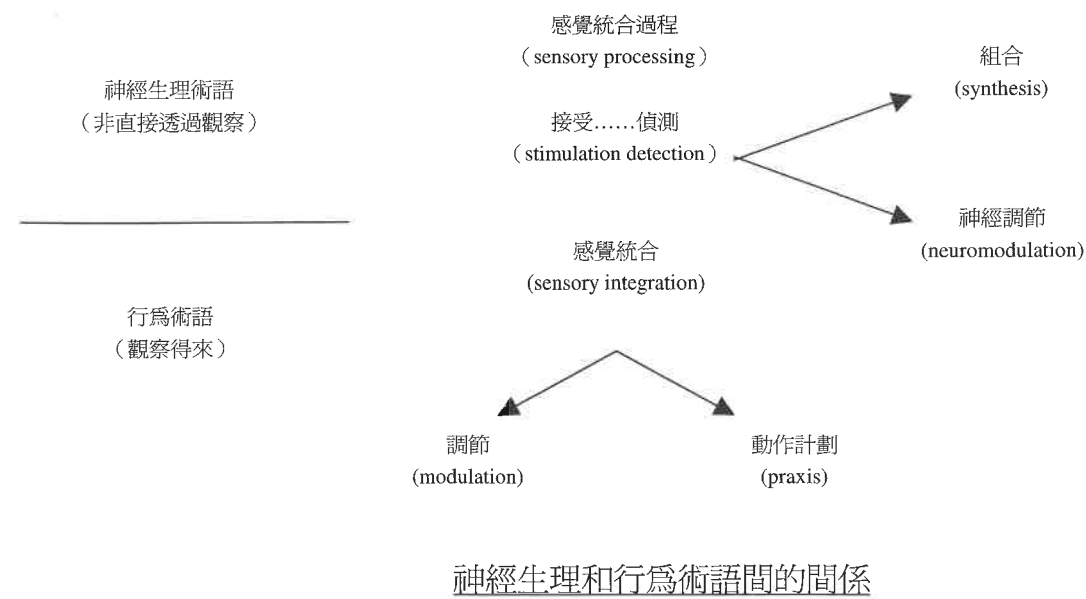 感覺統合過程
（sensory processing）
組合
(synthesis)
神經生理術語
（非直接透過觀察）
接受……偵測
（stimulation detection）
神經調節
(neuromodulation)
感覺統合
(sensory integration)
行爲術語
（觀察得來）
調節
(modulation)
動作計劃
(praxis)
神經生理和行爲術語間的間係